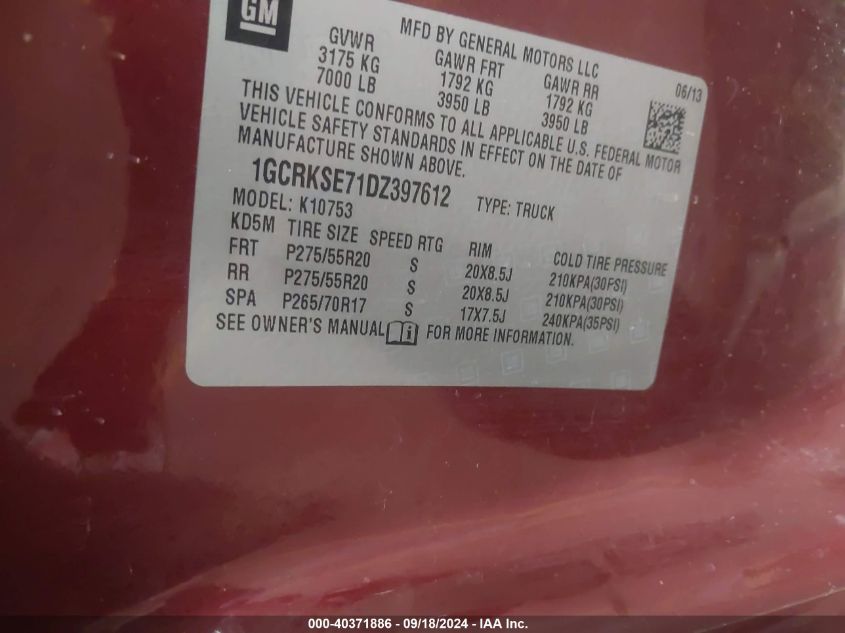 GM
MFD BY GENERAL MOTORS LLC
06/13
GVWR GAWR FRT GAWR RR
3175 KG 1792 KG 1792 KG
7000 LB 3950 LB 3950 LB
THIS VEHICLE CONFORMS TO ALL APPLICABLE U.S. FEDERAL MOTOR
VEHICLE SAFETY STANDARDS IN EFFECT ON THE DATE OF
MANUFACTURE SHOWN ABOVE.
1GCRKSE71DZ397612 TYPE: TRUCK
MODEL: K10753
KD5M TIRE SIZE SPEED RTG RIM COLD TIRE PRESSURE
FRT P275/55R20 S 20X8.5J 210KPA(30PSI)
RR P275/55R20 S 20X8.5J 210KPA(30PSI)
SPA P265/70R17 S 17X7.5J 240KPA(35PSI)
SEE OWNER'S MANUAL FOR MORE INFORMATION.
000-40371886 - 09/18/2024 - IAA Inc.